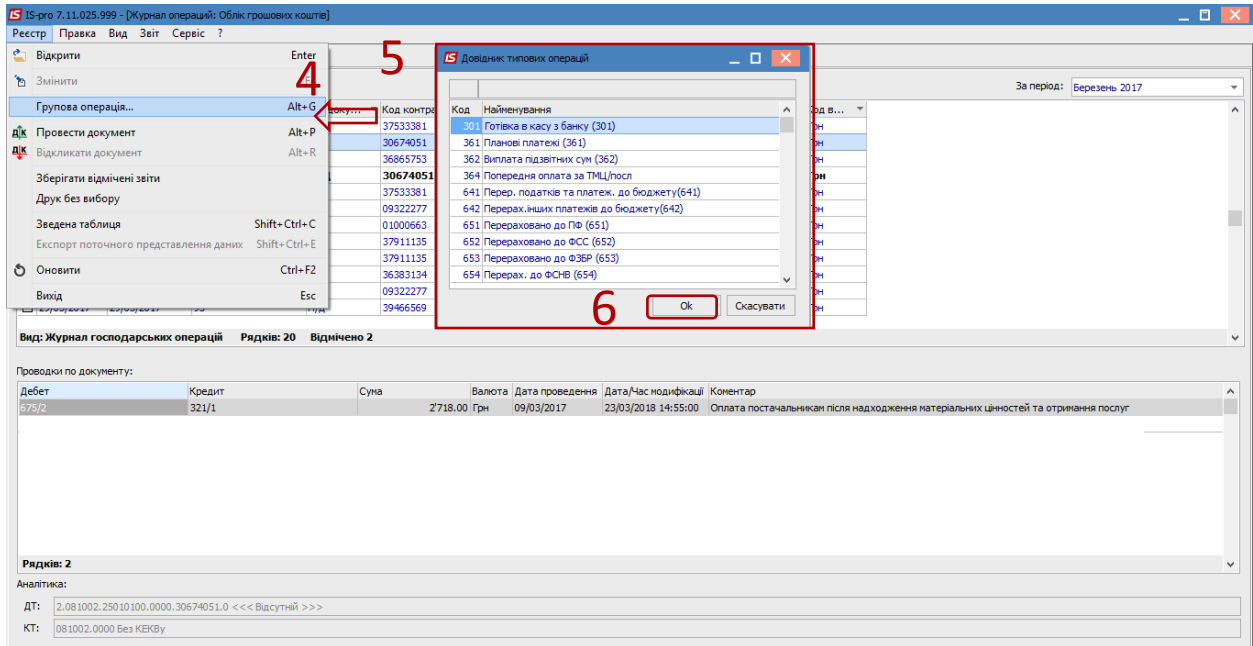 IS-pro 7.11.025.999 - [Журнал операцій: Облік грошових коштів]
Реєстр Правка Вид Звіт Сервіс ?
Відкрити Enter
Змінити
Групова операція... Alt+G
Провести документ Alt+P
Відкликати документ Alt+R
Зберігати відмічені звіти
Друк без вибору
Зведена таблиця Shift+Ctrl+C
Експорт поточного представлення даних Shift+Ctrl+E
Оновити Ctrl+F2
Вихід Esc
4
5
За період: Березень 2017
Код контра
37533381
30674051
36865753
30674051
37533381
09322277
01000663
37911135
37911135
36383134
09322277
39466569
Довідник типових операцій
Код Найменування
301 Готівка в касу з банку (301)
361 Планові платежі (361)
362 Виплата підзвітних сум (362)
364 Попередня оплата за ТМЦ/посл
641 Перер. податків та платеж. до бюджету(641)
642 Перерах.інших платежів до бюджету(642)
651 Перераховано до ПФ (651)
652 Перераховано до ФСС (652)
653 Перераховано до ФЗБР (653)
654 Перерах. до ФСНВ (654)
6
Ok Скасувати
Вид: Журнал господарських операцій Рядків: 20 Відмічено 2
Проводки по документу:
Дебет Кредит Сума Валюта Дата проведення Дата/Час модифікації Коментар
675/2 321/1 2'718.00 Грн 09/03/2017 23/03/2018 14:55:00 Оплата постачальникам після надходження матеріальних цінностей та отримання послуг
Рядків: 2
Аналітика:
ДТ: 2.081002.25010100.0000.30674051.0 <<< Відсутній >>>
КТ: 081002.0000 Без КЕКВу